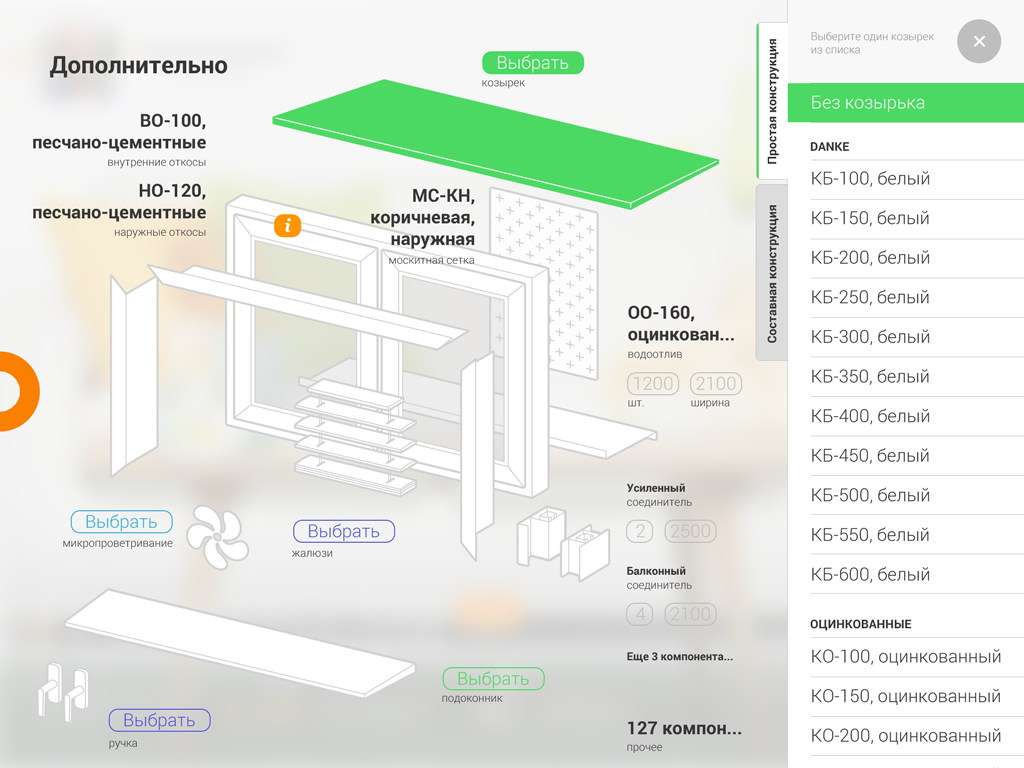 Дополнительно
Выбрать
козырек
ВО-100,
песчано-цементные
внутренние откосы
НО-120,
песчано-цементные
наружные откосы
i
МС-КН,
коричневая,
наружная
москитная сетка
ОО-160,
оцинкован...
водоотлив
1200 2100
шт. ширина
Усиленный
соединитель
2 2500
Балконный
соединитель
4 2100
Еще 3 компонента...
127 компон...
прочее
Выбрать
микропроветривание
Выбрать
жалюзи
Выбрать
подоконник
Выбрать
ручка
Простая конструкция
Составная конструкция
Выберите один козырек
из списка
Без козырька
DANKE
КБ-100, белый
КБ-150, белый
КБ-200, белый
КБ-250, белый
КБ-300, белый
КБ-350, белый
КБ-400, белый
КБ-450, белый
КБ-500, белый
КБ-550, белый
КБ-600, белый
ОЦИНКОВАННЫЕ
КО-100, оцинкованный
КО-150, оцинкованный
КО-200, оцинкованный